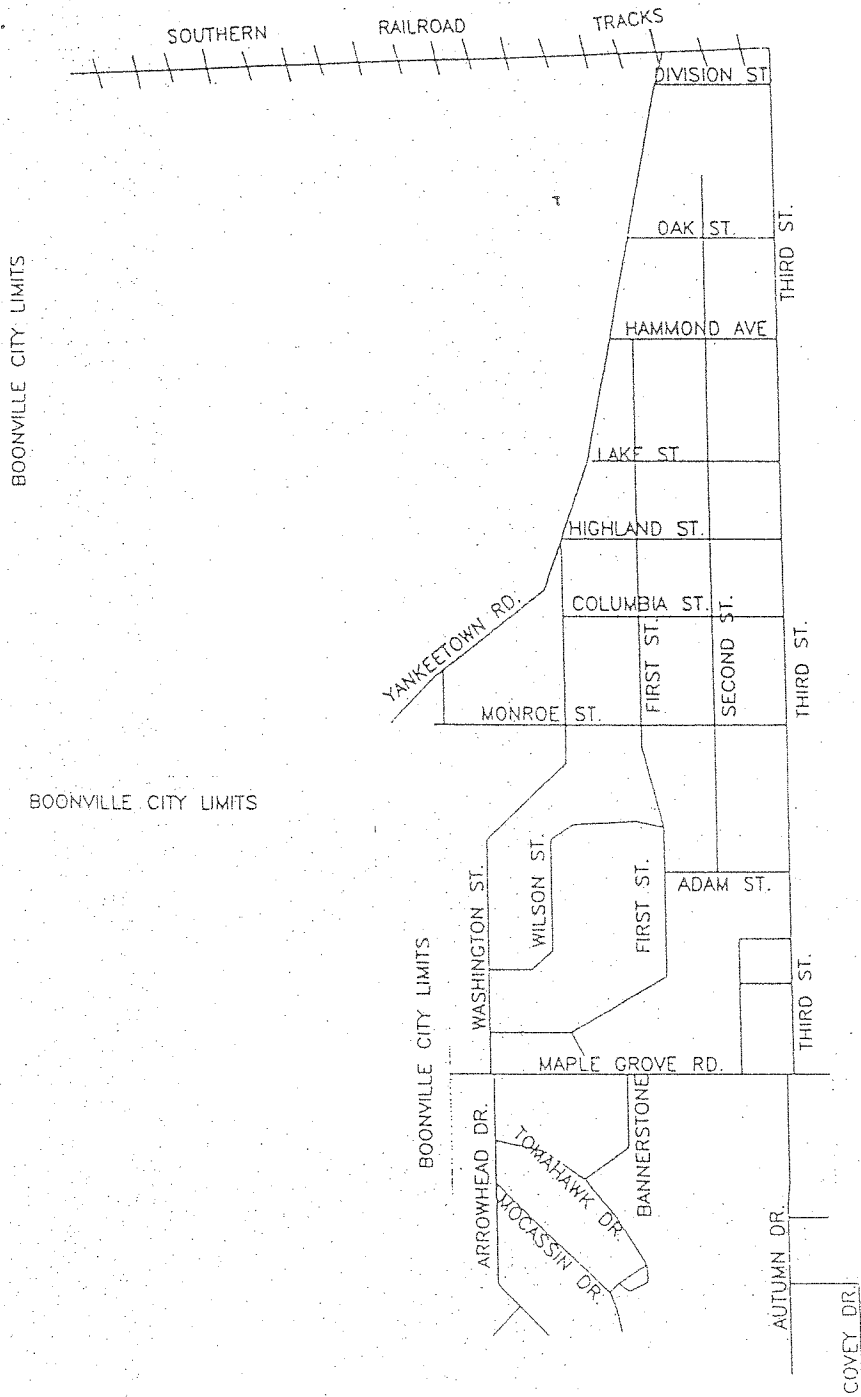 SOUTHERN RAILROAD TRACKS
DIVISION ST
OAK ST.
THIRD ST.
BOONVILLE CITY LIMITS
HAMMOND AVE
LAKE ST.
HIGHLAND ST.
YANKEETOWN RD.
COLUMBIA ST.
FIRST ST.
SECOND ST.
THIRD ST.
MONROE ST.
BOONVILLE CITY LIMITS
WASHINGTON ST.
WILSON ST.
FIRST ST.
ADAM ST.
BOONVILLE CITY LIMITS
THIRD ST.
MAPLE GROVE RD.
ARROWHEAD DR.
TOMAHAWK DR.
BANNERSTONE
MOCASSIN DR.
AUTUMN DR.
COVEY DR.